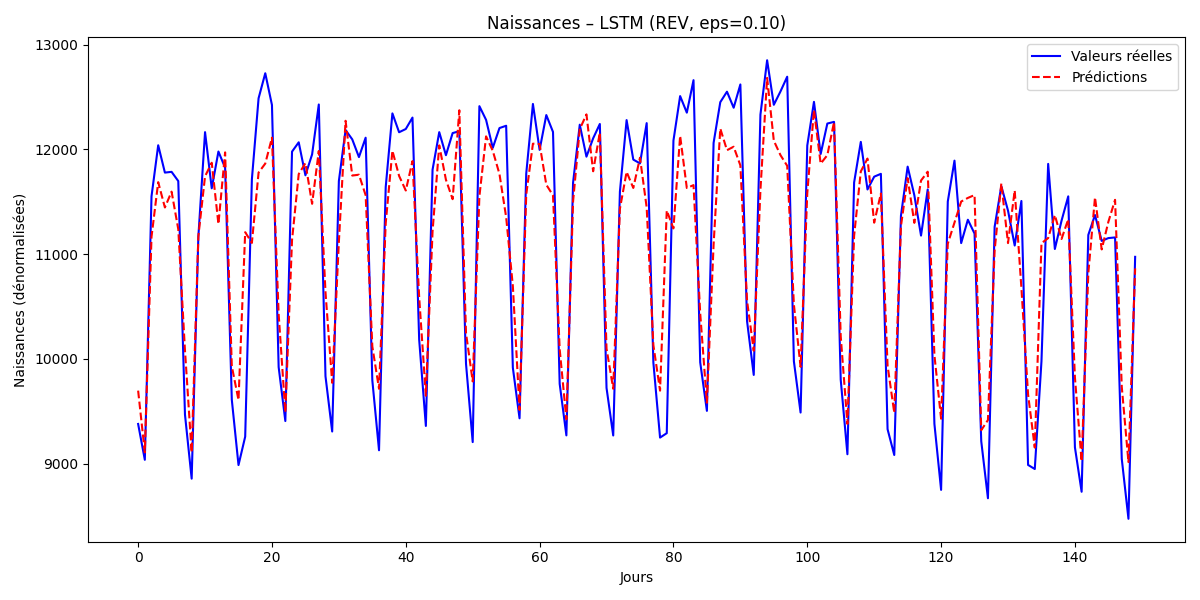 Naissances – LSTM (REV, eps=0.10)
Valeurs réelles
Prédictions
Naissances (dénormalisées)
13000
12000
11000
10000
9000
0 20 40 60 80 100 120 140
Jours